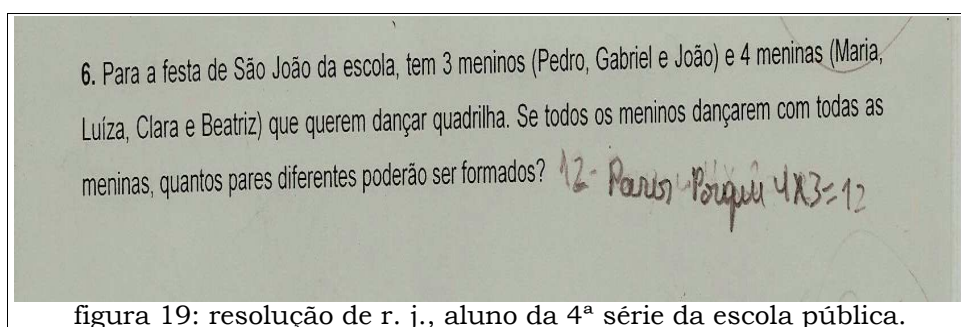 6. Para a festa de São João da escola, tem 3 meninos (Pedro, Gabriel e João) e 4 meninas (Maria,
Luíza, Clara e Beatriz) que querem dançar quadrilha. Se todos os meninos dançarem com todas as
meninas, quantos pares diferentes poderão ser formados? 12 - Pares Porque 4X3=12
figura 19: resolução de r. j., aluno da 4ª série da escola pública.